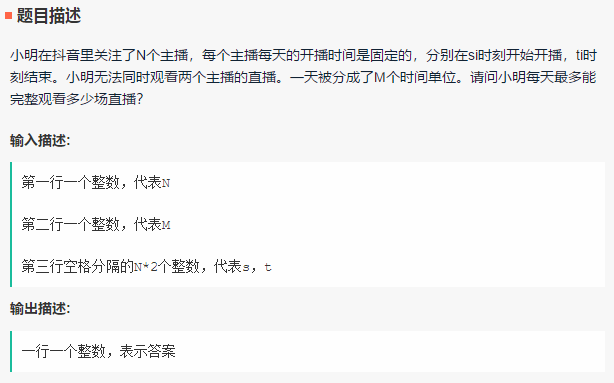 题目描述
小明在抖音里关注了N个主播，每个主播每天的开播时间是固定的，分别在si时刻开始开播，ti时
刻结束。小明无法同时观看两个主播的直播。一天被分成了M个时间单位。请问小明每天最多能
完整观看多少场直播？
输入描述:
第一行一个整数，代表N
第二行一个整数，代表M
第三行空格分隔的N*2个整数，代表s，t
输出描述:
一行一个整数，表示答案